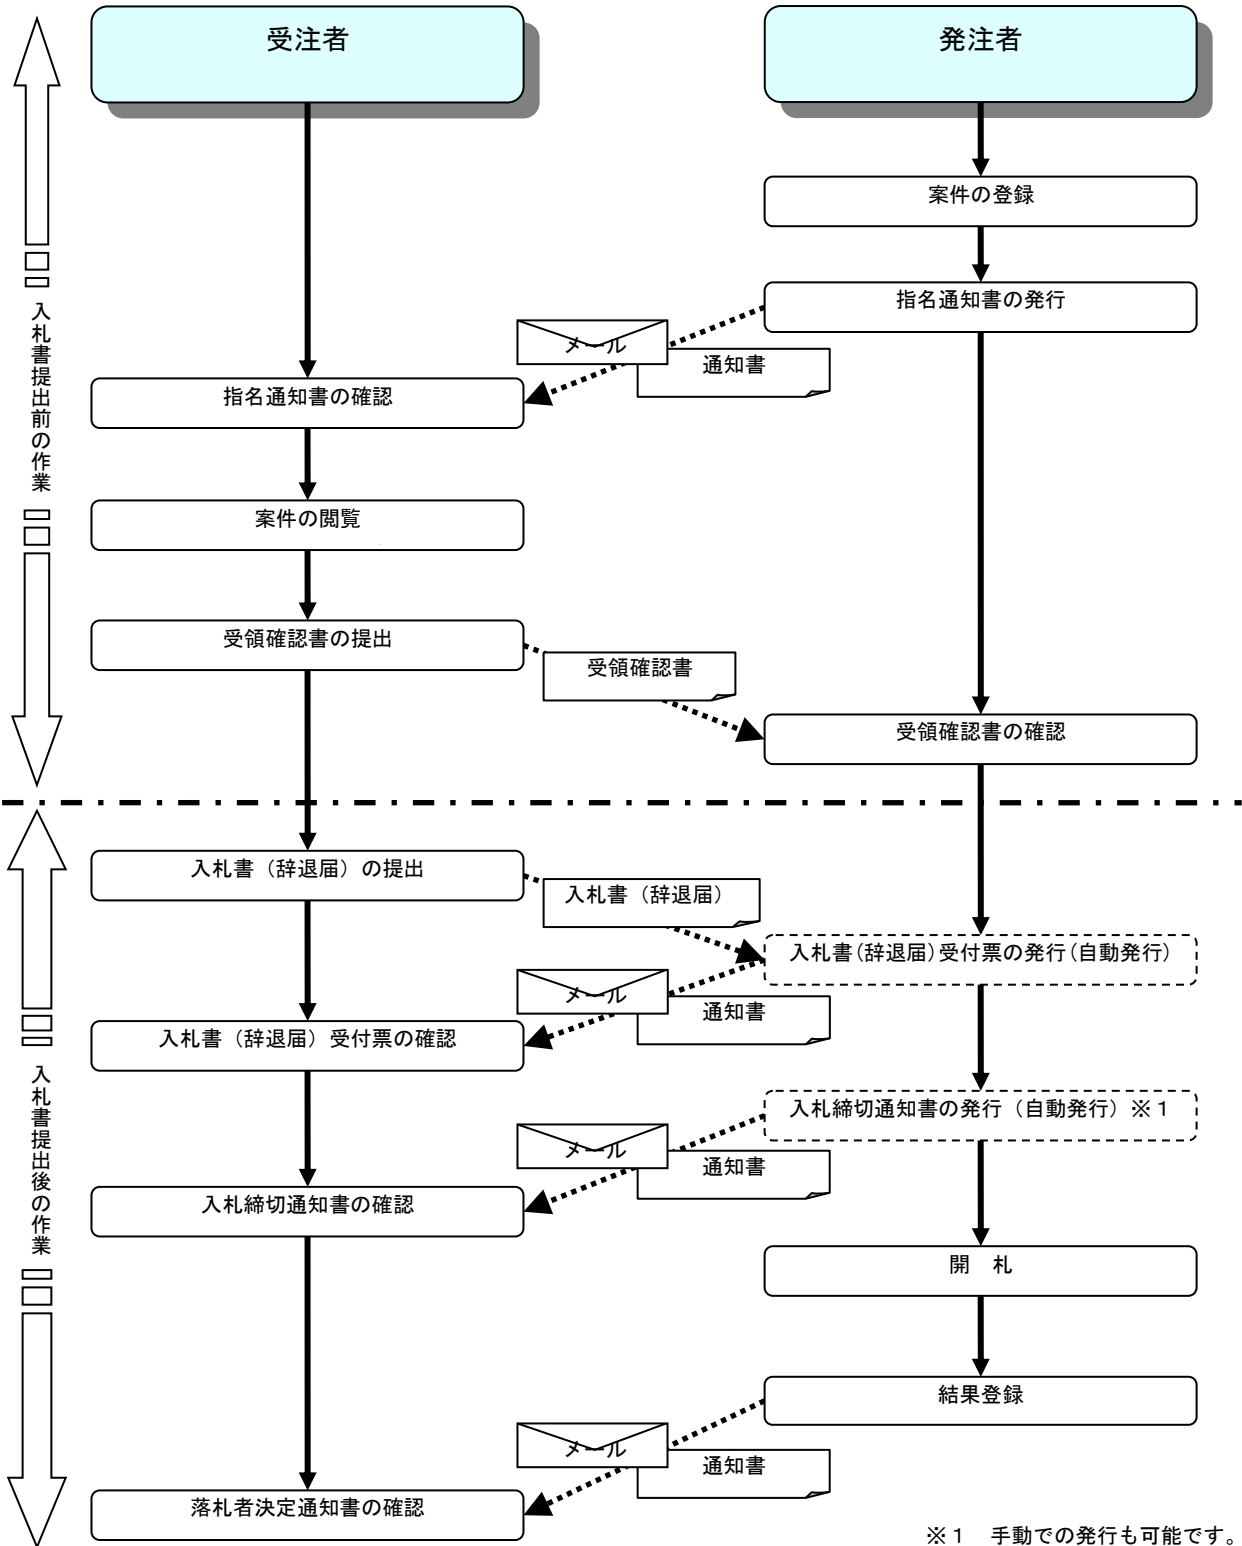 受注者
発注者
案件の登録
指名通知書の発行
メール
通知書
指名通知書の確認
入札書提出前の作業
案件の閲覧
受領確認書の提出
受領確認書
受領確認書の確認
入札書（辞退届）の提出
入札書（辞退届）
入札書（辞退届）受付票の発行（自動発行）
メール
通知書
入札書（辞退届）受付票の確認
入札書提出後の作業
入札締切通知書の発行（自動発行）※１
メール
通知書
入札締切通知書の確認
開　札
結果登録
メール
通知書
落札者決定通知書の確認
※１　手動での発行も可能です。